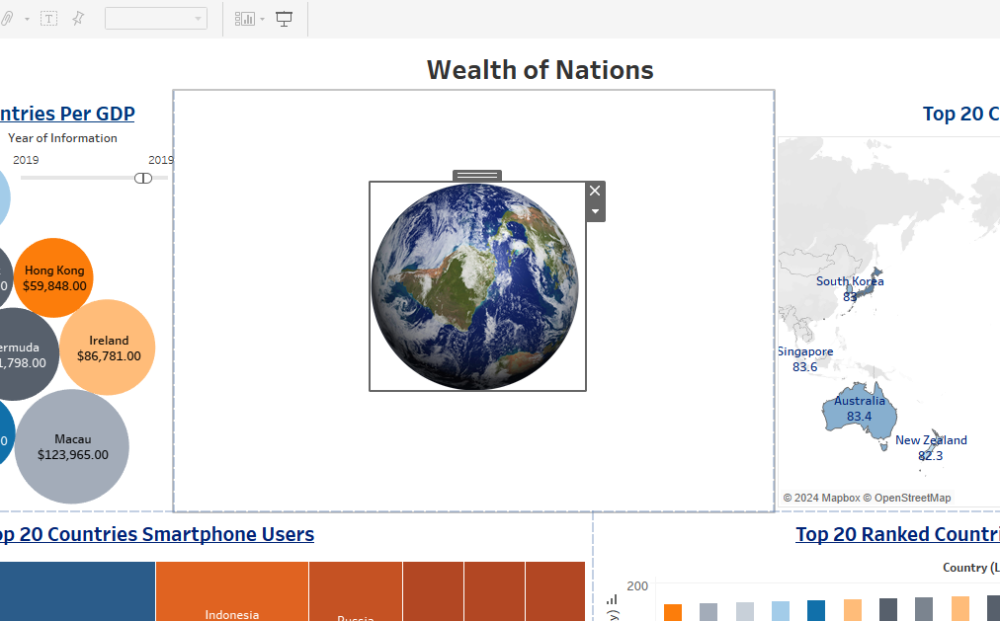 Wealth of Nations
ntries Per GDP
Year of Information
2019
2019
Hong Kong
$59,848.00
Ireland
$86,781.00
ermuda
1,798.00
0
0
Macau
$123,965.00
Top 20 C
South Korea
83
Singapore
83.6
Australia
83.4
New Zealand
82.3
© 2024 Mapbox © OpenStreetMap
op 20 Countries Smartphone Users
Indonesia
Russia
Top 20 Ranked Countri
Country (L
200
y)